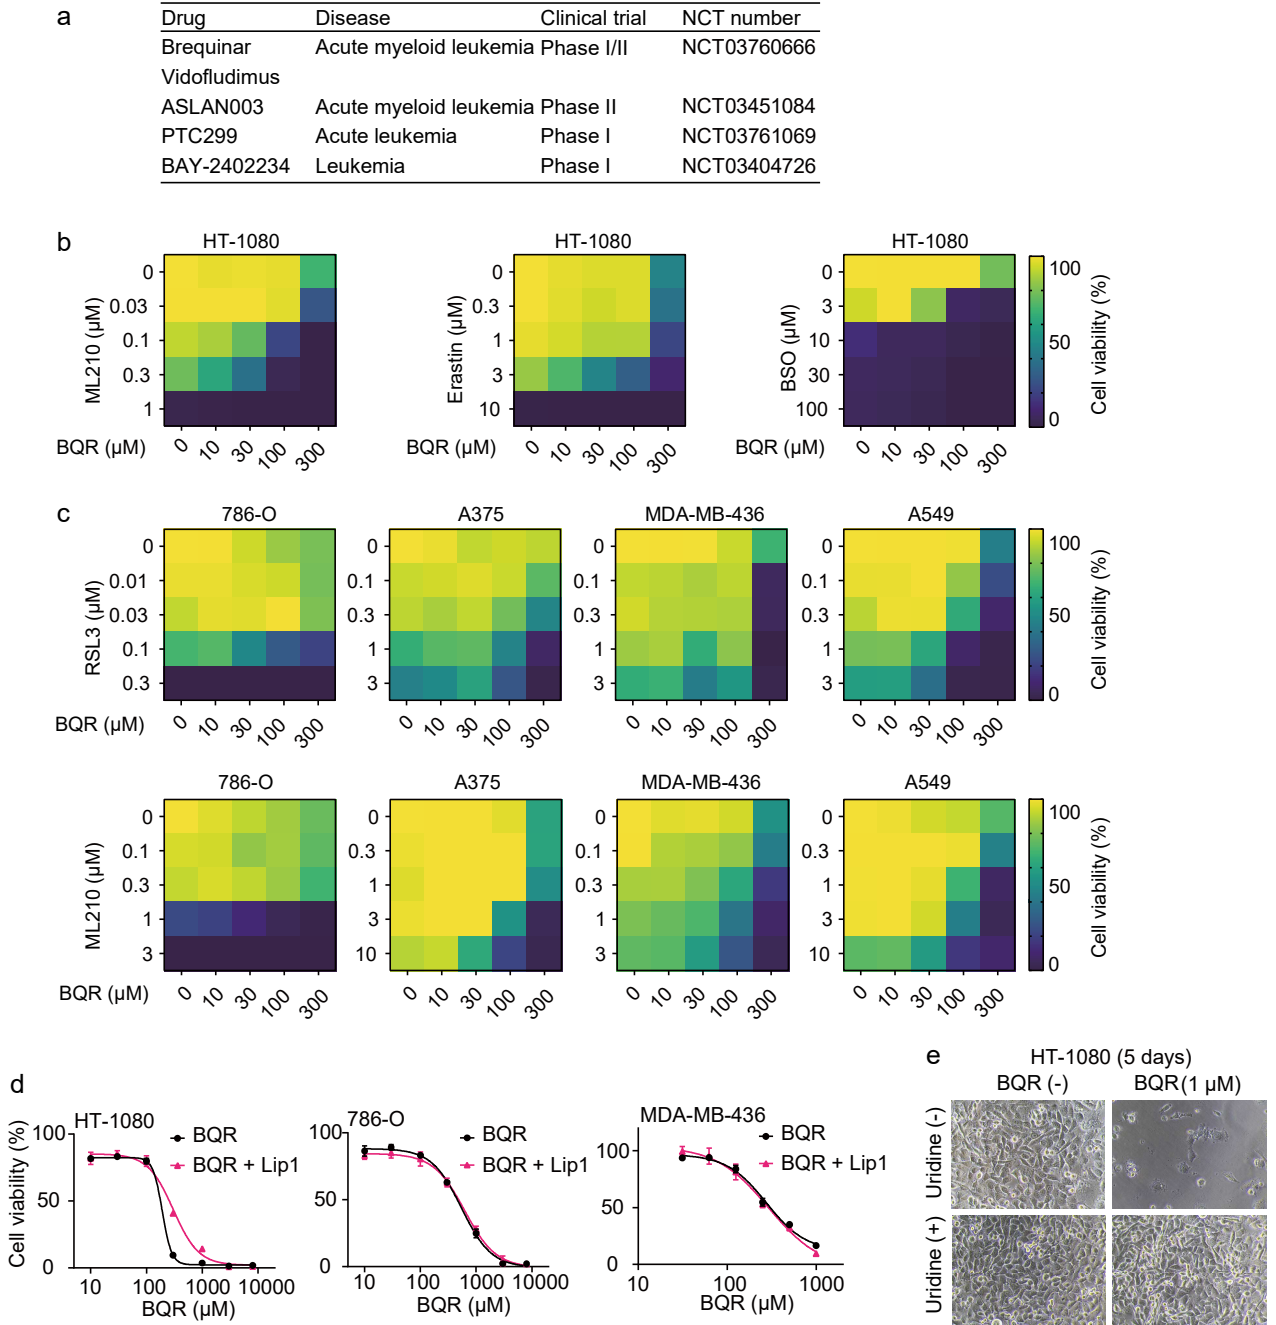 a
Drug Disease Clinical trial NCT number
Brequinar Acute myeloid leukemia Phase I/II NCT03760666
Vidofludimus
ASLAN003 Acute myeloid leukemia Phase II NCT03451084
PTC299 Acute leukemia Phase I NCT03761069
BAY-2402234 Leukemia Phase I NCT03404726
b
HT-1080 HT-1080 HT-1080
ML210 (µM)
0
0.03
0.1
0.3
1
Erastin (µM)
0
0.3
1
3
10
BSO (µM)
0
3
10
30
100
100
50
0
Cell viability (%)
BQR (µM) 0 10 30 100 300
BQR (µM) 0 10 30 100 300
BQR (µM) 0 10 30 100 300
c
786-O A375 MDA-MB-436 A549
RSL3 (µM)
0
0.01
0.03
0.1
0.3
0
0.1
0.3
1
3
0
0.1
0.3
1
3
0
0.1
0.3
1
3
100
50
0
Cell viability (%)
BQR (µM) 0 10 30 100 300 0 10 30 100 300 0 10 30 100 300 0 10 30 100 300
786-O A375 MDA-MB-436 A549
ML210 (µM)
0
0.1
0.3
1
3
0
0.3
1
3
10
0
0.1
0.3
1
3
0
0.3
1
3
10
100
50
0
Cell viability (%)
BQR (µM) 0 10 30 100 300 0 10 30 100 300 0 10 30 100 300 0 10 30 100 300
d
HT-1080
Cell viability (%)
100
50
0
BQR
BQR + Lip1
10 100 1000 10000
BQR (µM)
786-O
100
50
0
BQR
BQR + Lip1
10 100 1000 10000
BQR (µM)
MDA-MB-436
100
50
0
BQR
BQR + Lip1
100 1000
BQR (µM)
e
HT-1080 (5 days)
BQR (-) BQR (1 µM)
Uridine (-)
Uridine (+)